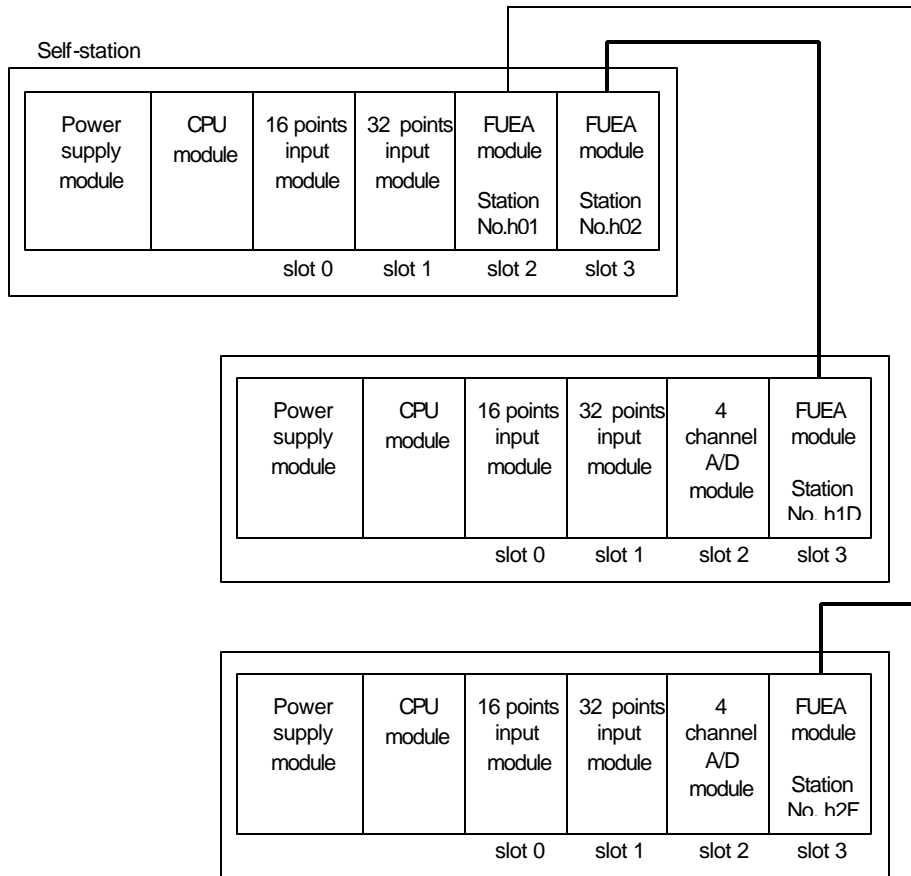 Self-station
Power
supply
module
CPU
module
16 points
input
module
32 points
input
module
FUEA
module
Station
No.h01
FUEA
module
Station
No.h02
slot 0
slot 1
slot 2
slot 3
Power
supply
module
CPU
module
16 points
input
module
32 points
input
module
4
channel
A/D
module
FUEA
module
Station
No. h1D
slot 0
slot 1
slot 2
slot 3
Power
supply
module
CPU
module
16 points
input
module
32 points
input
module
4
channel
A/D
module
FUEA
module
Station
No.
slot 0
slot 1
slot 2
slot 3